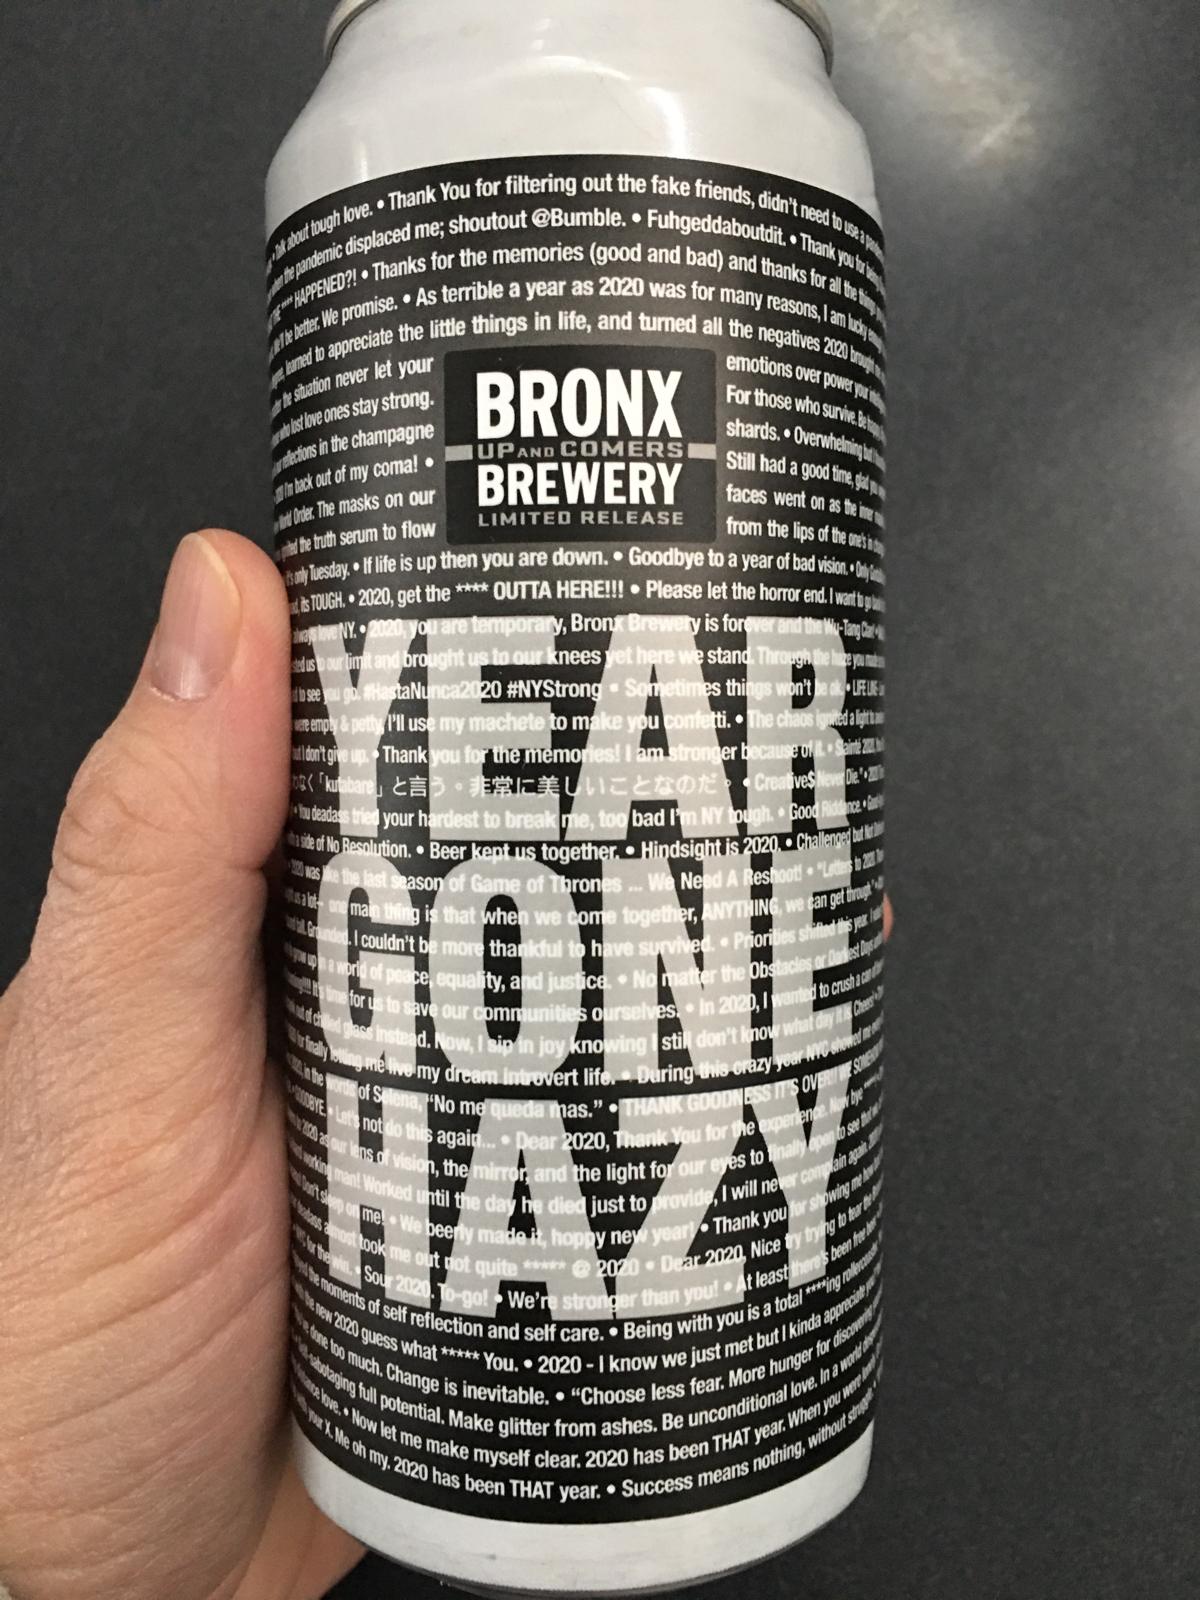 Talk about tough love. • Thank You for filtering out the fake friends, didn't need to use a
the pandemic displaced me; shoutout @Bumble. • Fuhgeddaboutdit. • Thank you for
**** HAPPENED?! • Thanks for the memories (good and bad) and thanks for all the things
be better. We promise. • As terrible a year as 2020 was for many reasons, I am lucky
learned to appreciate the little things in life, and turned all the negatives 2020 brought
the situation never let your
who lost love ones stay strong.
reflections in the champagne
I'm back out of my coma! •
World Order. The masks on our
ignited the truth serum to flow
BRONX
UP AND COMERS
BREWERY
LIMITED RELEASE
emotions over power your
For those who survive. Be
shards. • Overwhelming but
Still had a good time, glad
faces went on as the inner
from the lips of the one's in
it's only Tuesday. • If life is up then you are down. • Goodbye to a year of bad vision. • Only
its TOUGH. • 2020, get the **** OUTTA HERE!!! • Please let the horror end. I want to go
always love NY. • 2020, you are temporary, Bronx Brewery is forever and the Wu-Tang Clan! •
us to our limit and brought us to our knees yet here we stand. Through the haze you made
to see you go. #HastaNunca2020 #NYStrong • Sometimes things won't be ok. • LIFE LIKE
were empty & petty, I'll use my machete to make you confetti. • The chaos ignited a light to
but I don't give up. • Thank you for the memories! I am stronger because of it. • Slainté 2020,
なく「kutabare」と言う。非常に美しいことなのだ。 • Creative$ Never Die." •
• You deadass tried your hardest to break me, too bad I'm NY tough. • Good Riddance. •
a side of No Resolution. • Beer kept us together. • Hindsight is 2020. • Challenged but Not
2020 was like the last season of Game of Thrones ... We Need A Reshoot! • "Letters to 2020,
us a lot- one main thing is that when we come together, ANYTHING, we can get through." •
tall. Grounded. I couldn't be more thankful to have survived. • Priorities shifted this year. I
grow up in a world of peace, equality, and justice. • No matter the Obstacles or Darkest Days
It's time for us to save our communities ourselves. • In 2020, I wanted to crush a can of
out of chilled glass instead. Now, I sip in joy knowing I still don't know what day it is. Cheers! •
for finally letting me live my dream introvert life. • During this crazy year NYC showed me
2020, in the words of Selena, "No me queda mas." • THANK GOODNESS IT'S OVER!! WE
GOODBYE. • Let's not do this again... • Dear 2020, Thank You for the experience. Now bye
2020 as our lens of vision, the mirror, and the light for our eyes to finally open to see that
working man! Worked until the day he died just to provide, I will never complain again.
Don't sleep on me! • We beerly made it, hoppy new year! • Thank you for showing me how
deadass almost took me out not quite ***** @ 2020 • Dear 2020, Nice try trying to tear the
for the win. • Sour 2020. To-go! • We're stronger than you! • At least there's been free
the moments of self reflection and self care. • Being with you is a total ****ing rollercoaster
with the new 2020 guess what ***** You. • 2020 - I know we just met but I kinda appreciate you
done too much. Change is inevitable. • "Choose less fear. More hunger for discovering
full potential. Make glitter from ashes. Be unconditional love. In a world
love. • Now let me make myself clear. 2020 has been THAT year. When you were
with your X. Me oh my. 2020 has been THAT year. • Success means nothing, without struggle.
YEAR
GONE
HAZY